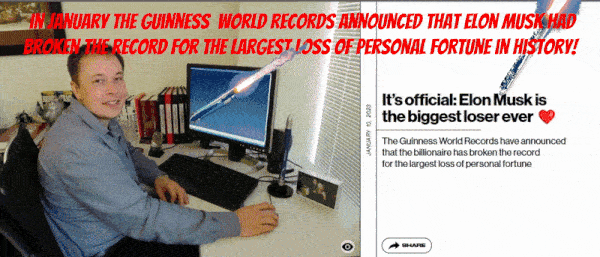 IN JANUARY THE GUINNESS WORLD RECORDS ANNOUNCED THAT ELON MUSK HAD
BROKEN THE RECORD FOR THE LARGEST LOSS OF PERSONAL FORTUNE IN HISTORY!
JANUARY 12, 2023
It's official: Elon Musk is
the biggest loser ever ❤️
The Guinness World Records have announced
that the billionaire has broken the record
for the largest loss of personal fortune
SHARE